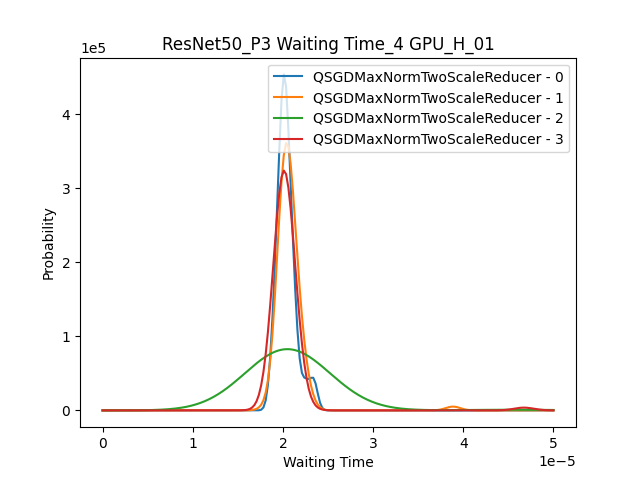 ResNet50_P3 Waiting Time_4 GPU_H_01
1e5
QSGDMaxNormTwoScaleReducer - 0
QSGDMaxNormTwoScaleReducer - 1
QSGDMaxNormTwoScaleReducer - 2
QSGDMaxNormTwoScaleReducer - 3
4
3
2
1
0
Probability
0 1 2 3 4 5
Waiting Time
1e−5